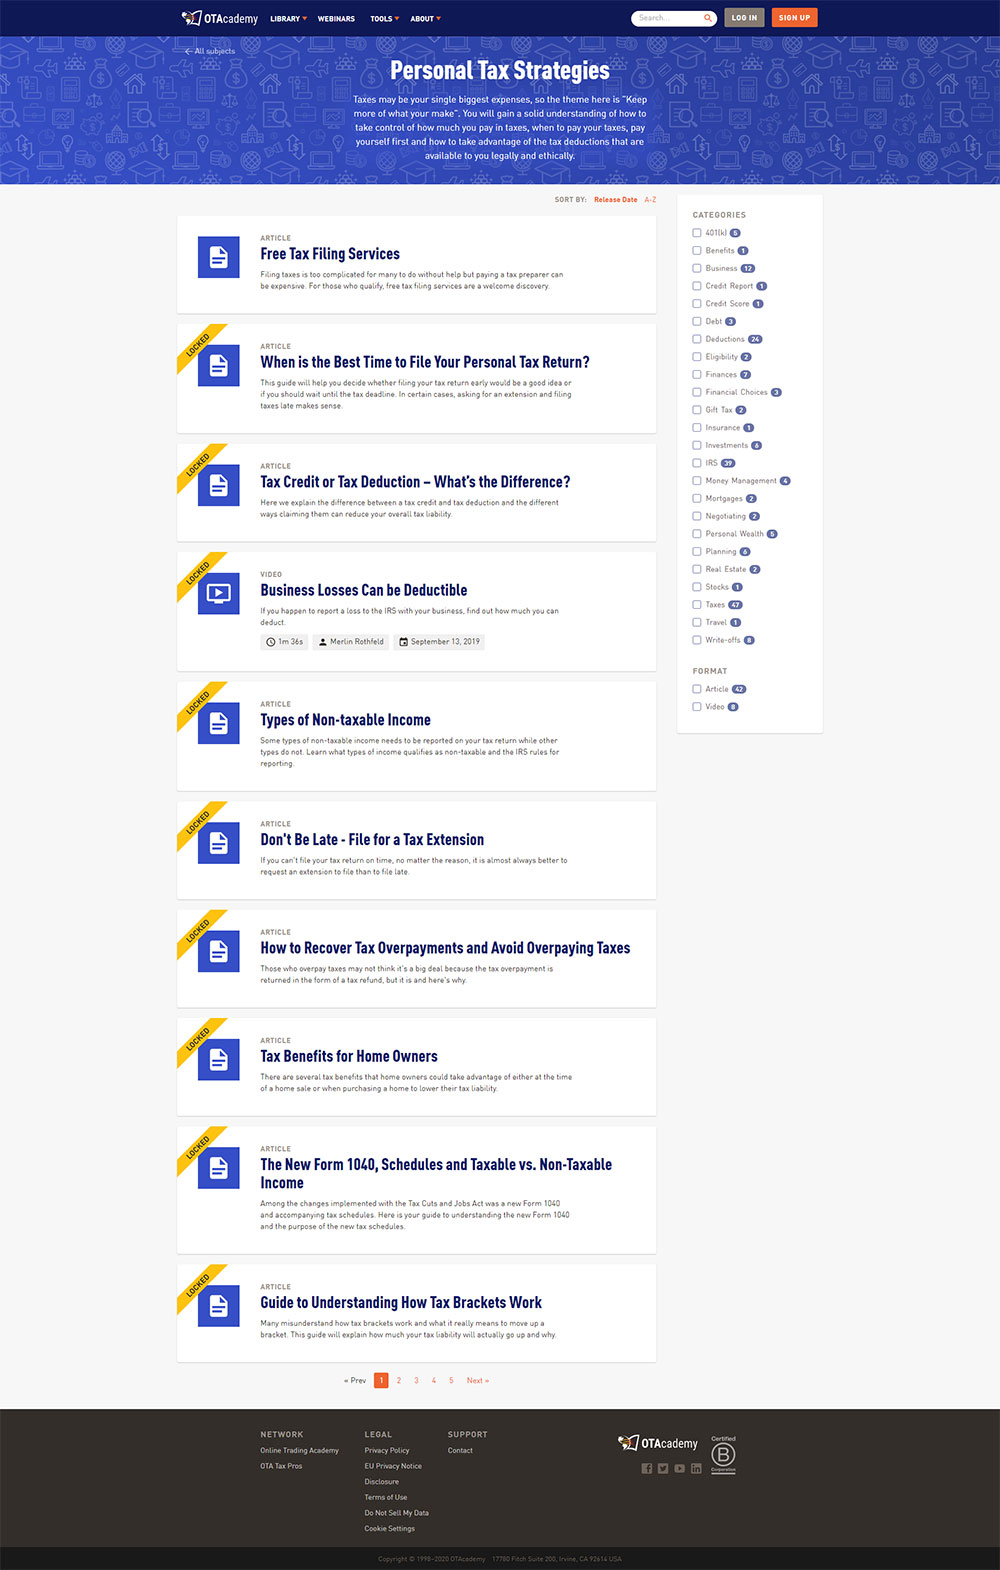 OTAcademy LIBRARY WEBINARS TOOLS ABOUT Search... LOG IN SIGN UP
All subjects
Personal Tax Strategies
Taxes may be your single biggest expenses, so the theme here is "Keep
more of what your make". You will gain a solid understanding of how to
take control of how much you pay in taxes, when to pay your taxes, pay
yourself first and how to take advantage of the tax deductions that are
available to you legally and ethically.
SORT BY: Release Date A-Z
ARTICLE
Free Tax Filing Services
Filing taxes is too complicated for many to do without help but paying a tax preparer can
be expensive. For those who qualify, free tax filing services are a welcome discovery.
LOCKED
ARTICLE
When is the Best Time to File Your Personal Tax Return?
This guide will help you decide whether filing your tax return early would be a good idea or
if you should wait until the tax deadline. In certain cases, asking for an extension and filing
taxes late makes sense.
LOCKED
ARTICLE
Tax Credit or Tax Deduction – What's the Difference?
Here we explain the difference between a tax credit and tax deduction and the different
ways claiming them can reduce your overall tax liability.
LOCKED
VIDEO
Business Losses Can be Deductible
If you happen to report a loss to the IRS with your business, find out how much you can
deduct.
1m 36s Merlin Rothfeld September 13, 2019
LOCKED
ARTICLE
Types of Non-taxable Income
Some types of non-taxable income needs to be reported on your tax return while other
types do not. Learn what types of income qualifies as non-taxable and the IRS rules for
reporting.
LOCKED
ARTICLE
Don't Be Late - File for a Tax Extension
If you can't file your tax return on time, no matter the reason, it is almost always better to
request an extension to file than to file late.
LOCKED
ARTICLE
How to Recover Tax Overpayments and Avoid Overpaying Taxes
Those who overpay taxes may not think it's a big deal because the tax overpayment is
returned in the form of a tax refund, but it is and here's why.
LOCKED
ARTICLE
Tax Benefits for Home Owners
There are several tax benefits that home owners could take advantage of either at the time
of a home sale or when purchasing a home to lower their tax liability.
LOCKED
ARTICLE
The New Form 1040, Schedules and Taxable vs. Non-Taxable
Income
Among the changes implemented with the Tax Cuts and Jobs Act was a new Form 1040
and accompanying tax schedules. Here is your guide to understanding the new Form 1040
and the purpose of the new tax schedules.
LOCKED
ARTICLE
Guide to Understanding How Tax Brackets Work
Many misunderstand how tax brackets work and what it really means to move up a
bracket. This guide will explain how much your tax liability will actually go up and why.
« Prev 1 2 3 4 5 Next »
CATEGORIES
401(k) 5
Benefits 1
Business 12
Credit Report 1
Credit Score 1
Debt 3
Deductions 24
Eligibility 2
Finances 7
Financial Choices 3
Gift Tax 2
Insurance 1
Investments 6
IRS 39
Money Management 4
Mortgages 2
Negotiating 2
Personal Wealth 5
Planning 6
Real Estate 2
Stocks 1
Taxes 47
Travel 1
Write-offs 8
FORMAT
Article 42
Video 8
NETWORK
Online Trading Academy
OTA Tax Pros
LEGAL
Privacy Policy
EU Privacy Notice
Disclosure
Terms of Use
Do Not Sell My Data
Cookie Settings
SUPPORT
Contact
OTAcademy
Certified
B
Corporation
Copyright © 1998–2020 OTAcademy 17780 Fitch Suite 200, Irvine, CA 92614 USA